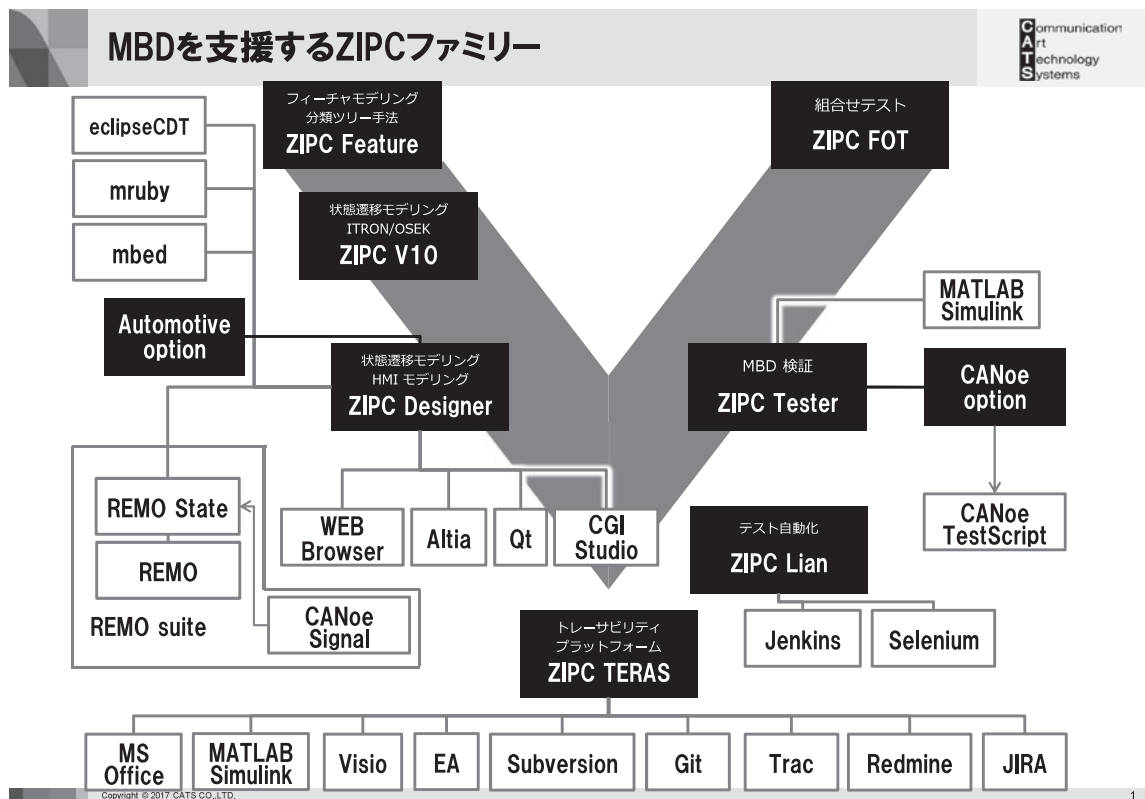 MBDを支援するZIPCファミリー
Communication
Art
Technology
Systems
eclipseCDT
mruby
mbed
フィーチャモデリング
分類ツリー手法
ZIPC Feature
組合せテスト
ZIPC FOT
状態遷移モデリング
ITRON/OSEK
ZIPC V10
Automotive
option
状態遷移モデリング
HMI モデリング
ZIPC Designer
MATLAB
Simulink
MBD 検証
ZIPC Tester
CANoe
option
REMO State
REMO
REMO suite
CANoe
Signal
WEB
Browser
Altia
Qt
CGI
Studio
テスト自動化
ZIPC Lian
CANoe
TestScript
Jenkins
Selenium
トレーサビリティ
プラットフォーム
ZIPC TERAS
MS
Office
MATLAB
Simulink
Visio
EA
Subversion
Git
Trac
Redmine
JIRA
Copyright © 2017 CATS CO.,LTD.
1